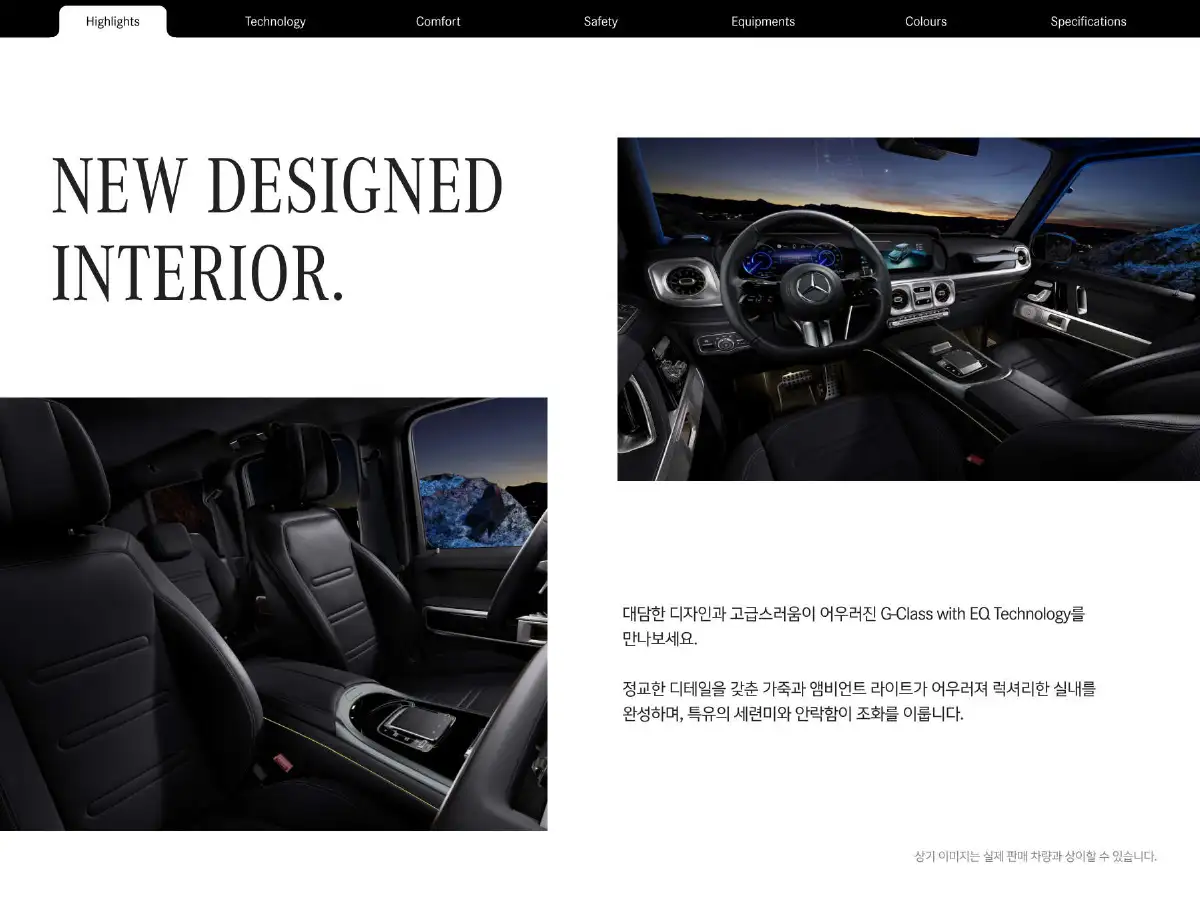 Highlights
Technology
Comfort
Safety
Equipments
Colours
Specifications
NEW DESIGNED
INTERIOR.
대담한 디자인과 고급스러움이 어우러진 G-Class with EQ Technology를
만나보세요.
정교한 디테일을 갖춘 가죽과 앰비언트 라이트가 어우러져 럭셔리한 실내를
완성하며, 특유의 세련미와 안락함이 조화를 이룹니다.
상기 이미지는 실제 판매 차량과 상이할 수 있습니다.